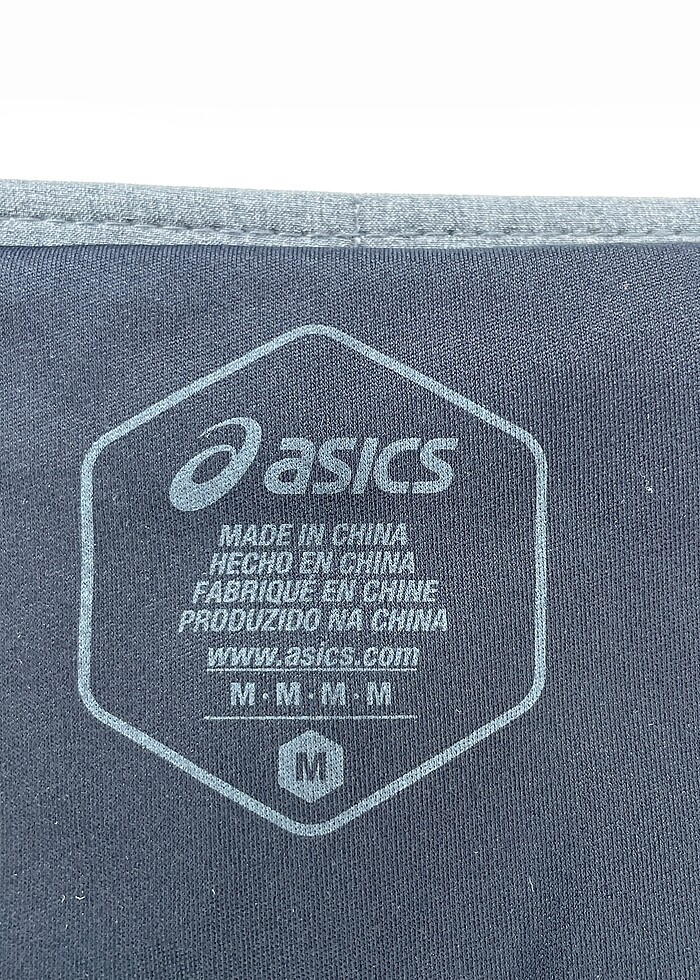 asics
MADE IN CHINA
HECHO EN CHINA
FABRIQUÉ EN CHINE
PRODUZIDO NA CHINA
www.asics.com
M · M · M · M
M